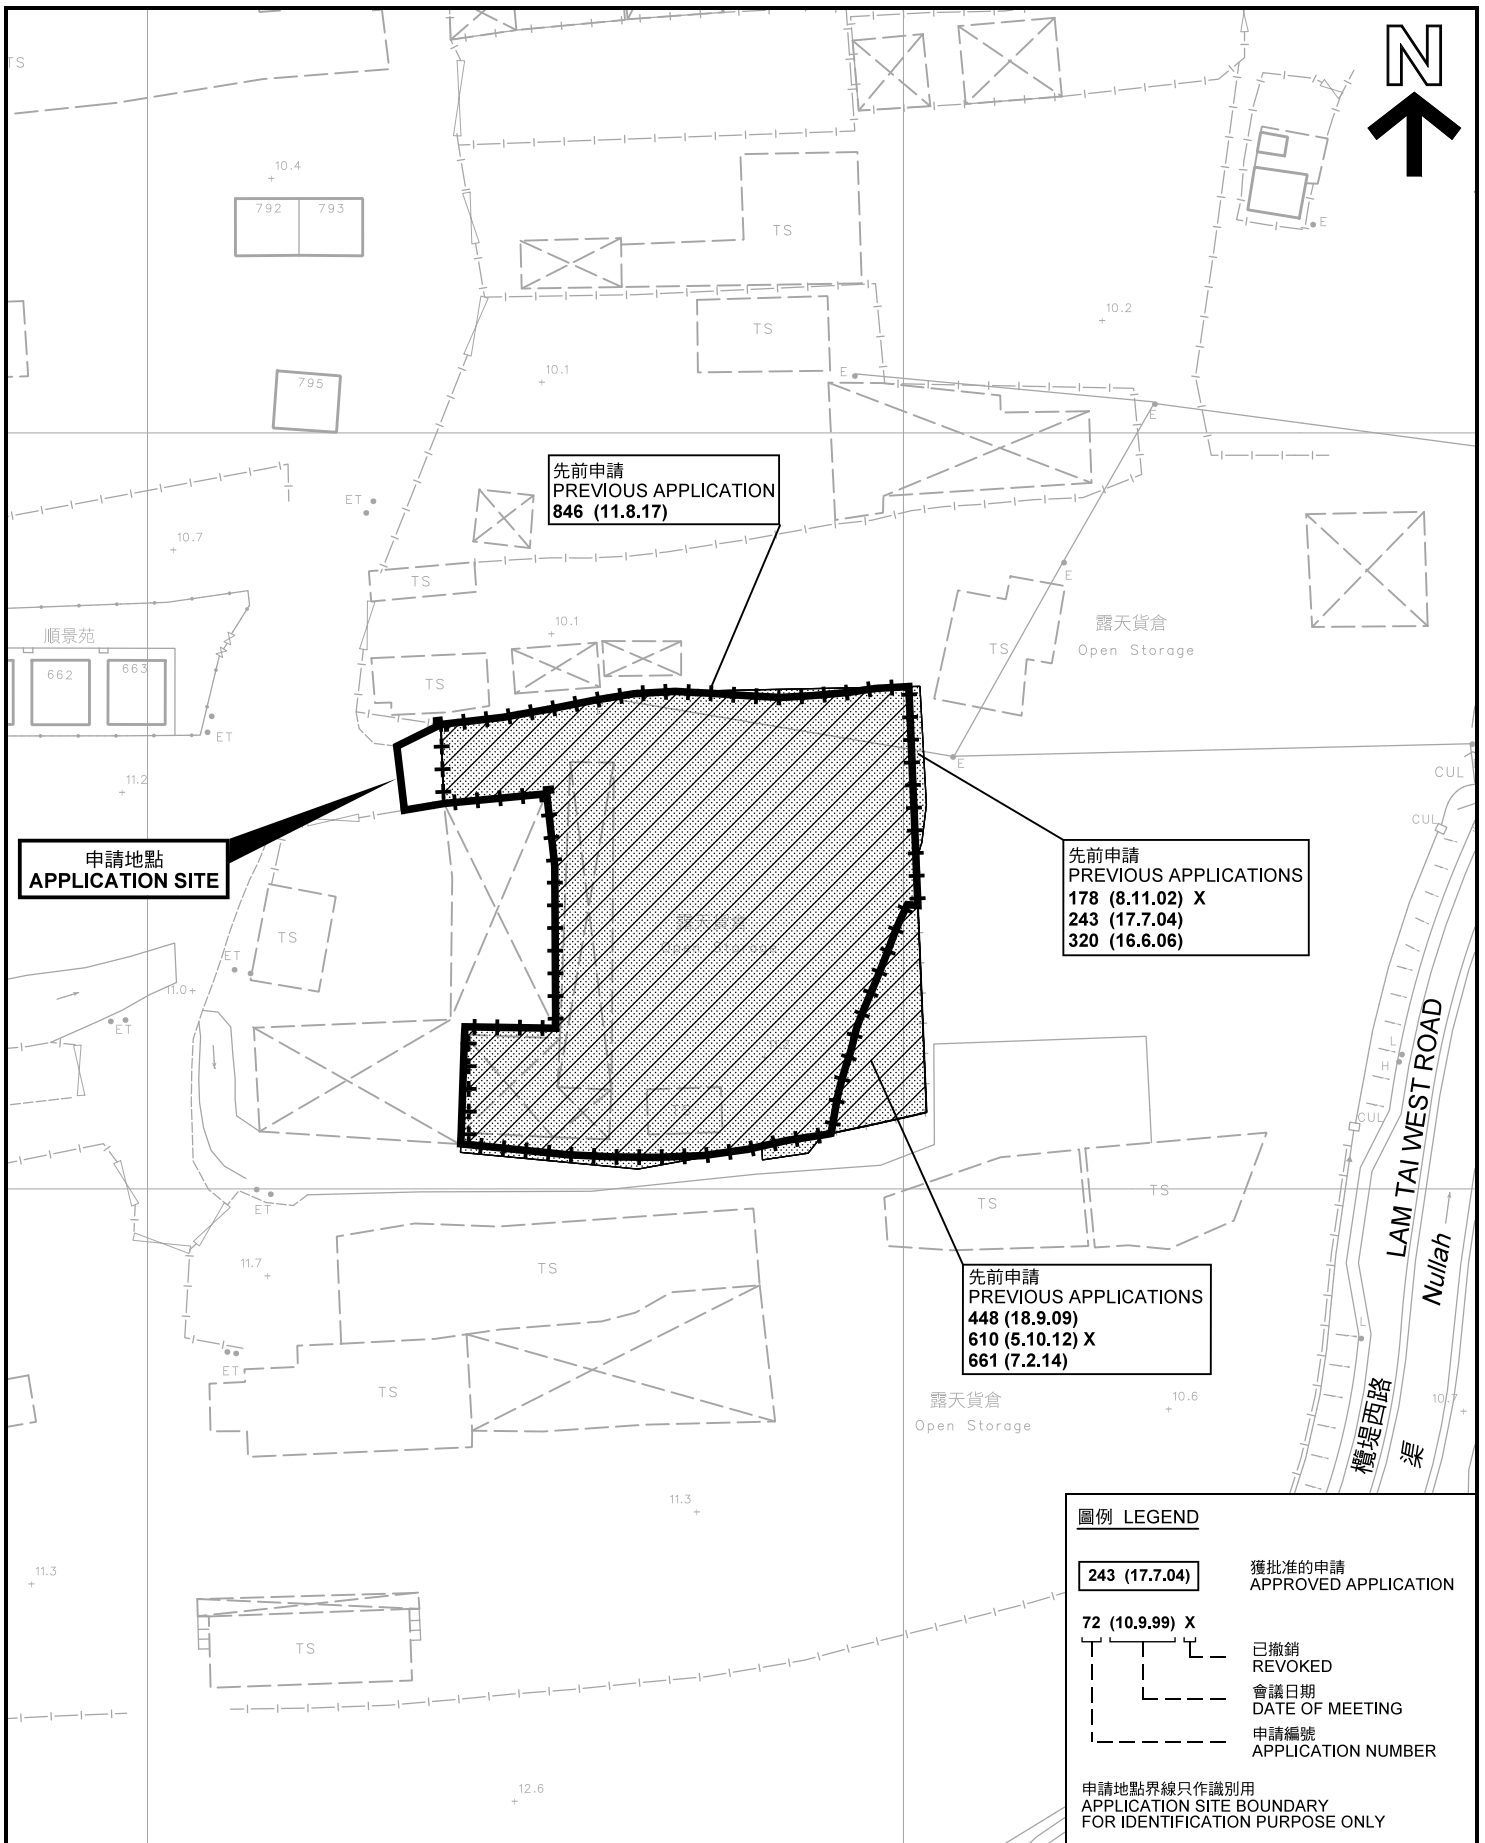 TS
N
10.4
792 793
TS
E
10.2
TS
10.1
795
E
E
先前申請
PREVIOUS APPLICATION
846 (11.8.17)
ET
10.7
TS
E
10.1
順景苑
露天貨倉
Open Storage
TS
662 663
TS
ET
11.2
E
CUL
CUL
申請地點
APPLICATION SITE
先前申請
PREVIOUS APPLICATIONS
178 (8.11.02) X
243 (17.7.04)
320 (16.6.06)
TS
ET
11.0
ET
L
H
CUL
LAM TAI WEST ROAD
Nullah
TS
TS
ET
11.7
TS
先前申請
PREVIOUS APPLICATIONS
448 (18.9.09)
610 (5.10.12) X
661 (7.2.14)
L
ET
TS
露天貨倉
Open Storage
10.6
10.7
欖堤西路
渠
11.3
11.3
TS
12.6
圖例 LEGEND
243 (17.7.04)
獲批准的申請
APPROVED APPLICATION
72 (10.9.99) X
已撤銷
REVOKED
會議日期
DATE OF MEETING
申請編號
APPLICATION NUMBER
申請地點界線只作識別用
APPLICATION SITE BOUNDARY
FOR IDENTIFICATION PURPOSE ONLY